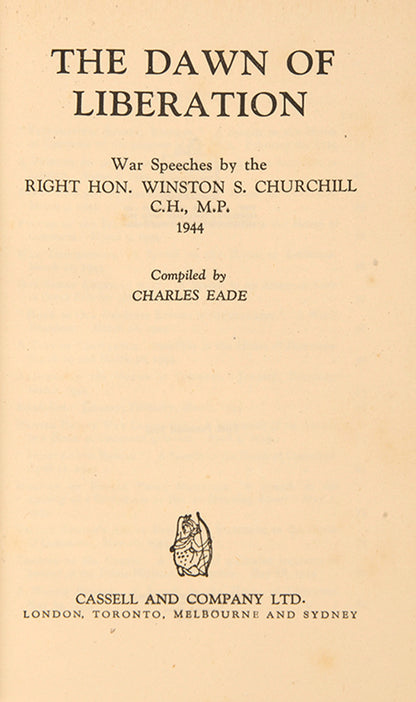 THE DAWN OF
LIBERATION
War Speeches by the
RIGHT HON. WINSTON S. CHURCHILL
C.H., M.P.
1944
Compiled by
CHARLES EADE
CASSELL AND COMPANY LTD.
LONDON, TORONTO, MELBOURNE AND SYDNEY